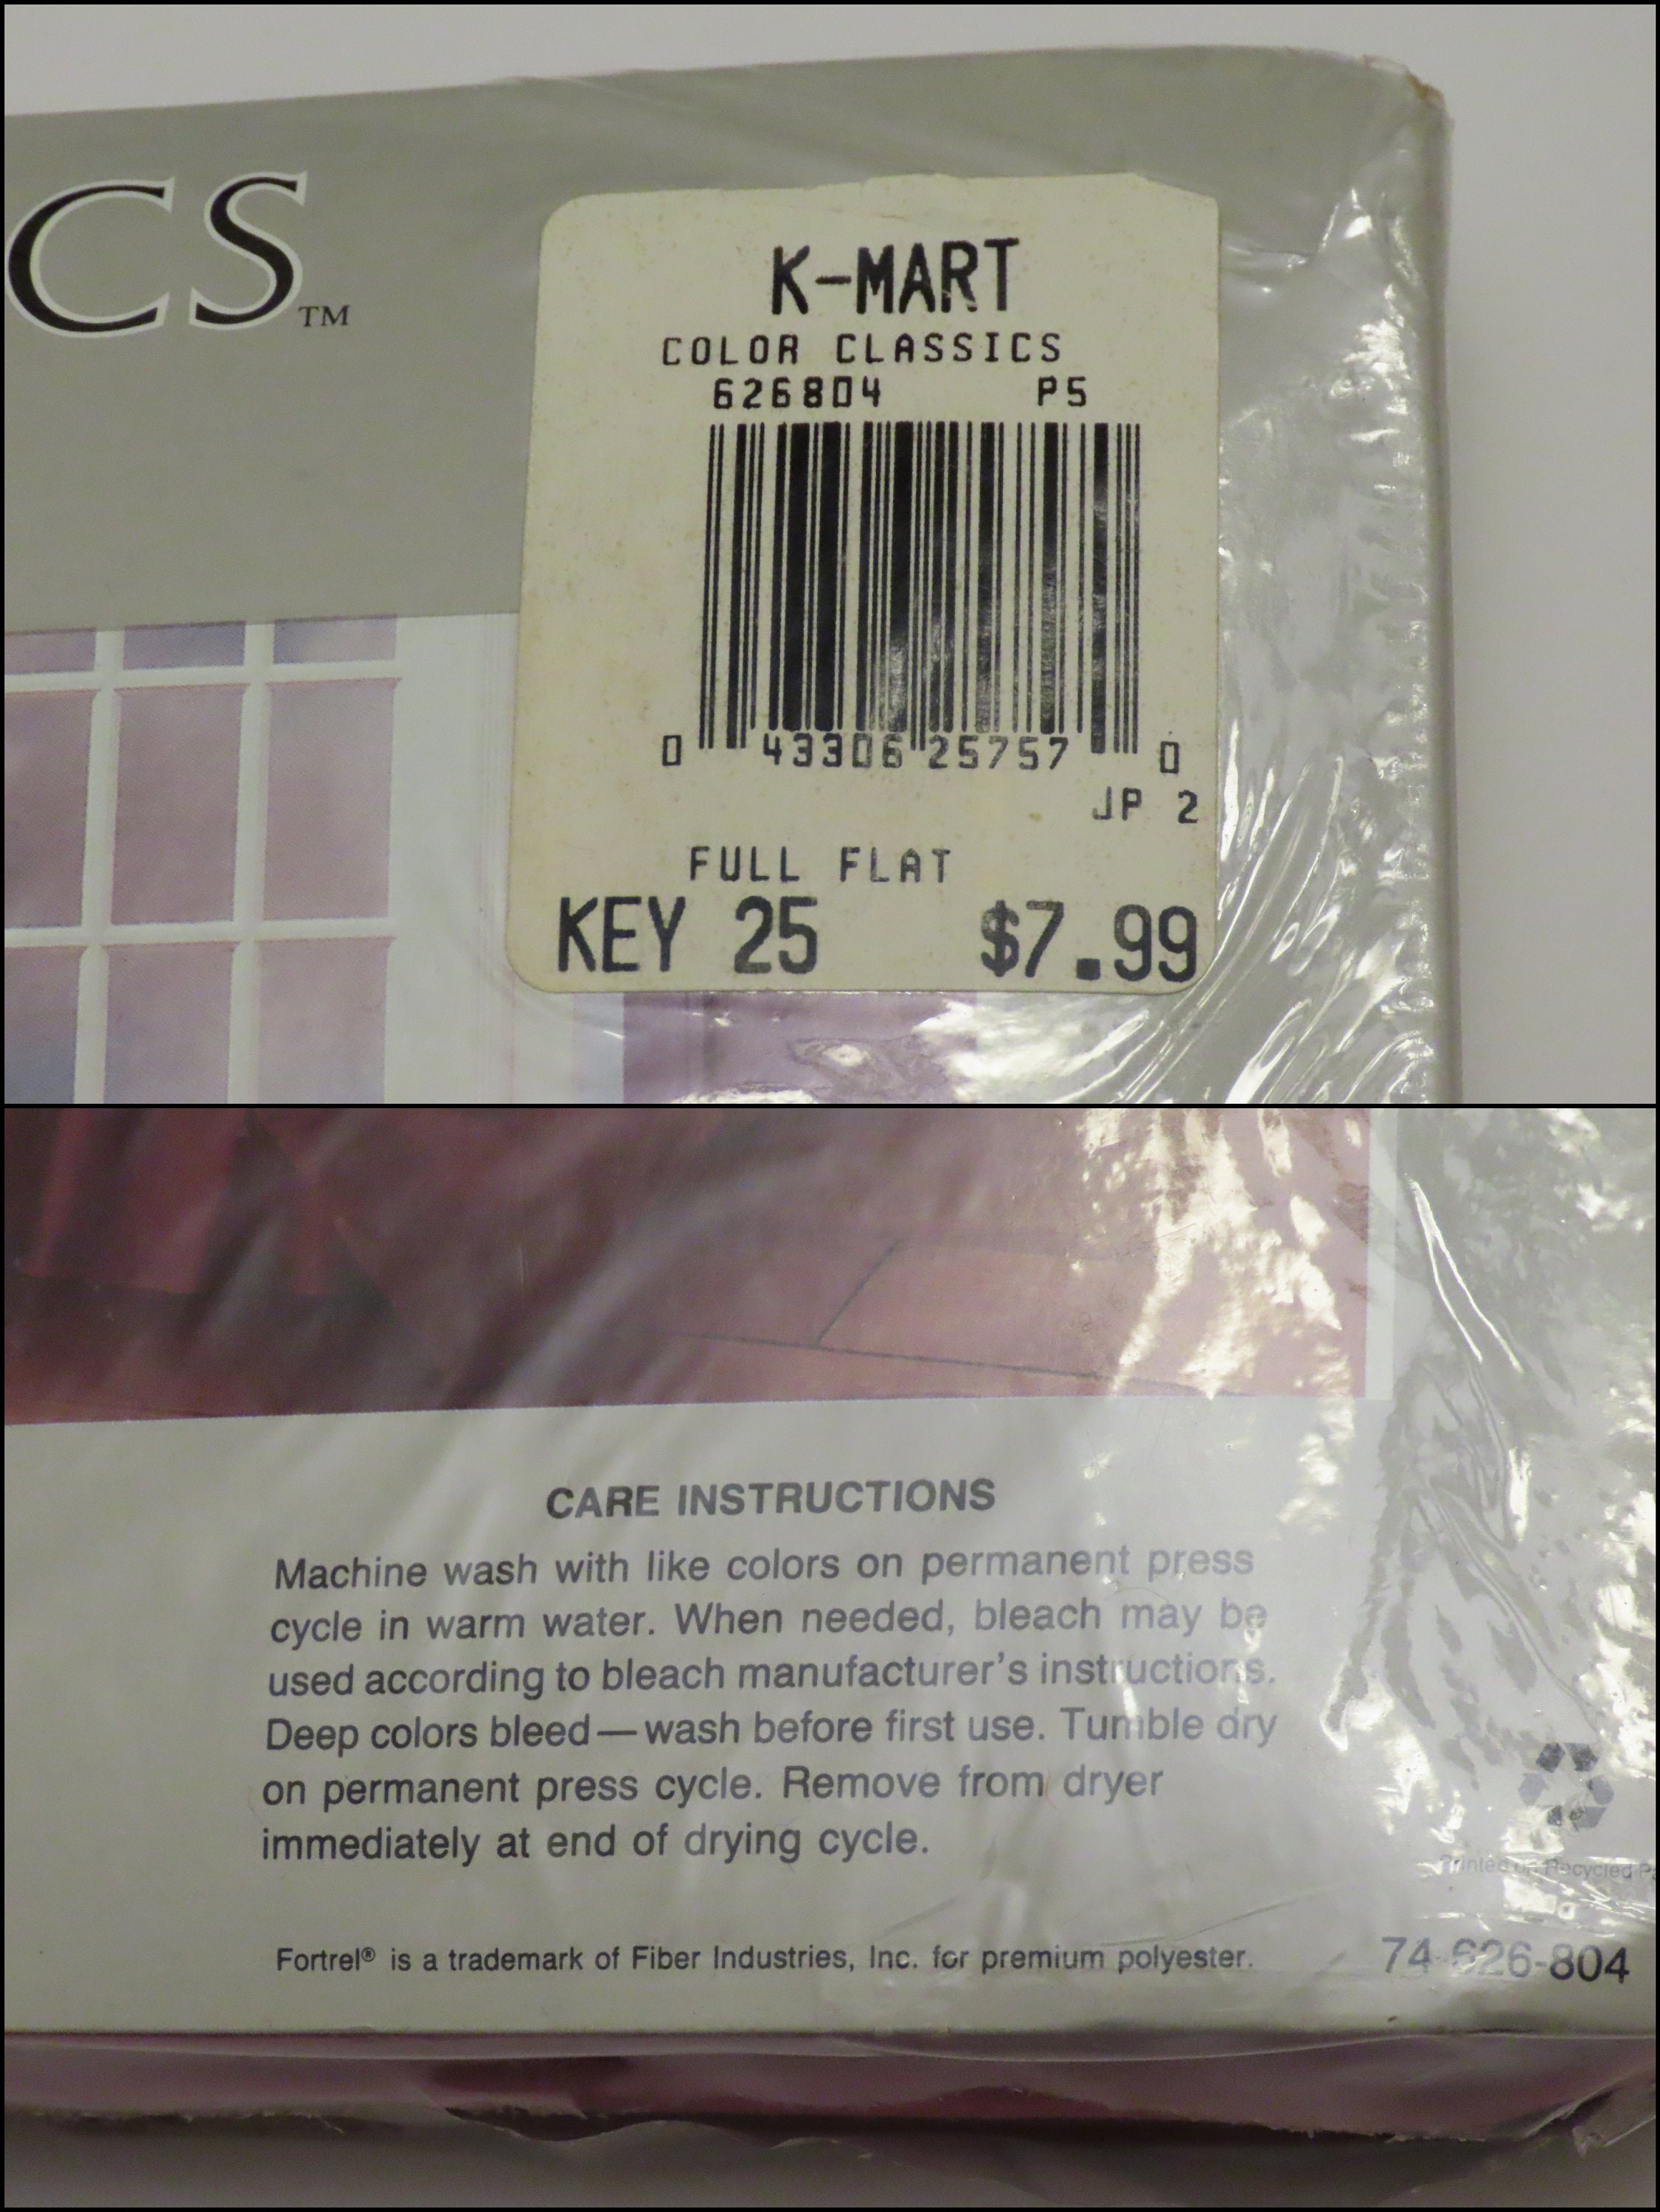 CS™
K-MART
COLOR CLASSICS
626804 P5
0 43306 25757 0
JP 2
FULL FLAT
KEY 25 $7.99
CARE INSTRUCTIONS
Machine wash with like colors on permanent press
cycle in warm water. When needed, bleach may be
used according to bleach manufacturer's instructions.
Deep colors bleed—wash before first use. Tumble dry
on permanent press cycle. Remove from dryer
immediately at end of drying cycle.
Printed on Recycled
Fortrel® is a trademark of Fiber Industries, Inc. for premium polyester.
74-626-804